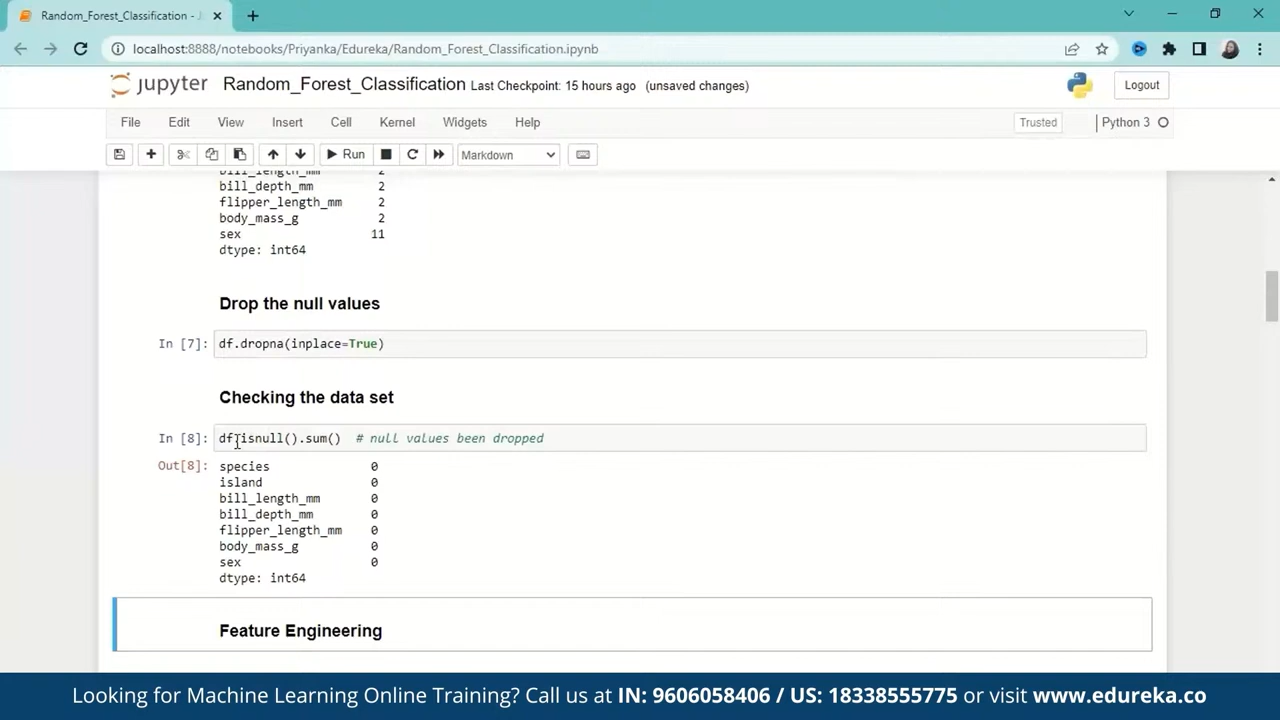 Random_Forest_Classification - J
localhost:8888/notebooks/Priyanka/Edureka/Random_Forest_Classification.ipynb
jupyter Random_Forest_Classification Last Checkpoint: 15 hours ago (unsaved changes) Logout
File Edit View Insert Cell Kernel Widgets Help Trusted Python 3
Run Markdown
bill_length_mm 2
bill_depth_mm 2
flipper_length_mm 2
body_mass_g 2
sex 11
dtype: int64
Drop the null values
In [7]: df.dropna(inplace=True)
Checking the data set
In [8]: df.isnull().sum() # null values been dropped
Out[8]: species 0
island 0
bill_length_mm 0
bill_depth_mm 0
flipper_length_mm 0
body_mass_g 0
sex 0
dtype: int64
Feature Engineering
Looking for Machine Learning Online Training? Call us at IN: 9606058406 / US: 18338555775 or visit www.edureka.co